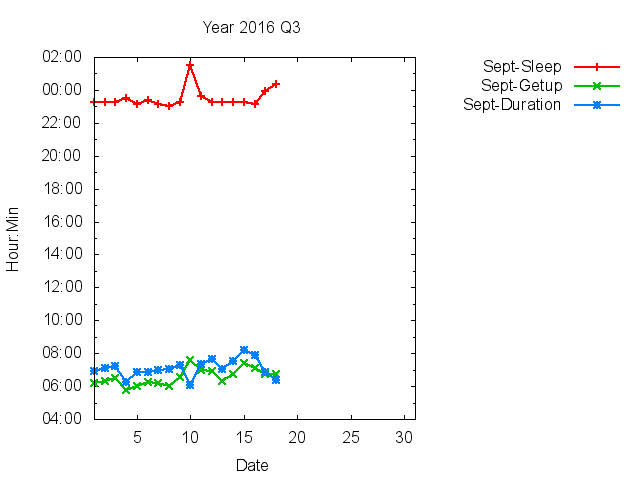 Year 2016 Q3
Sept-Sleep
Sept-Getup
Sept-Duration
02:00
00:00
22:00
20:00
18:00
16:00
14:00
12:00
10:00
08:00
06:00
04:00
Hour:Min
5 10 15 20 25 30
Date